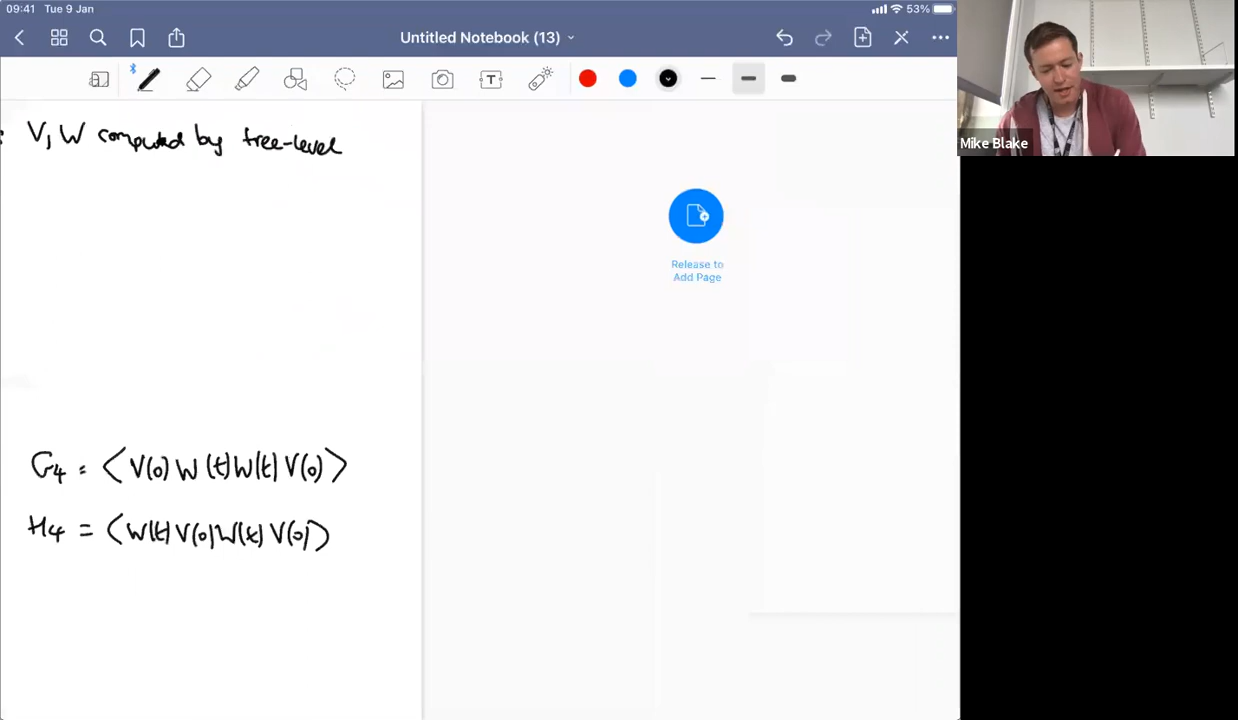 09:41 Tue 9 Jan
53%
Untitled Notebook (13)
Mike Blake
: V, W computed by tree-level
Release to
Add Page
G₄ = ⟨V(0) W(t) W(t) V(0)⟩
H₄ = ⟨W(t) V(0) W(t) V(0)⟩